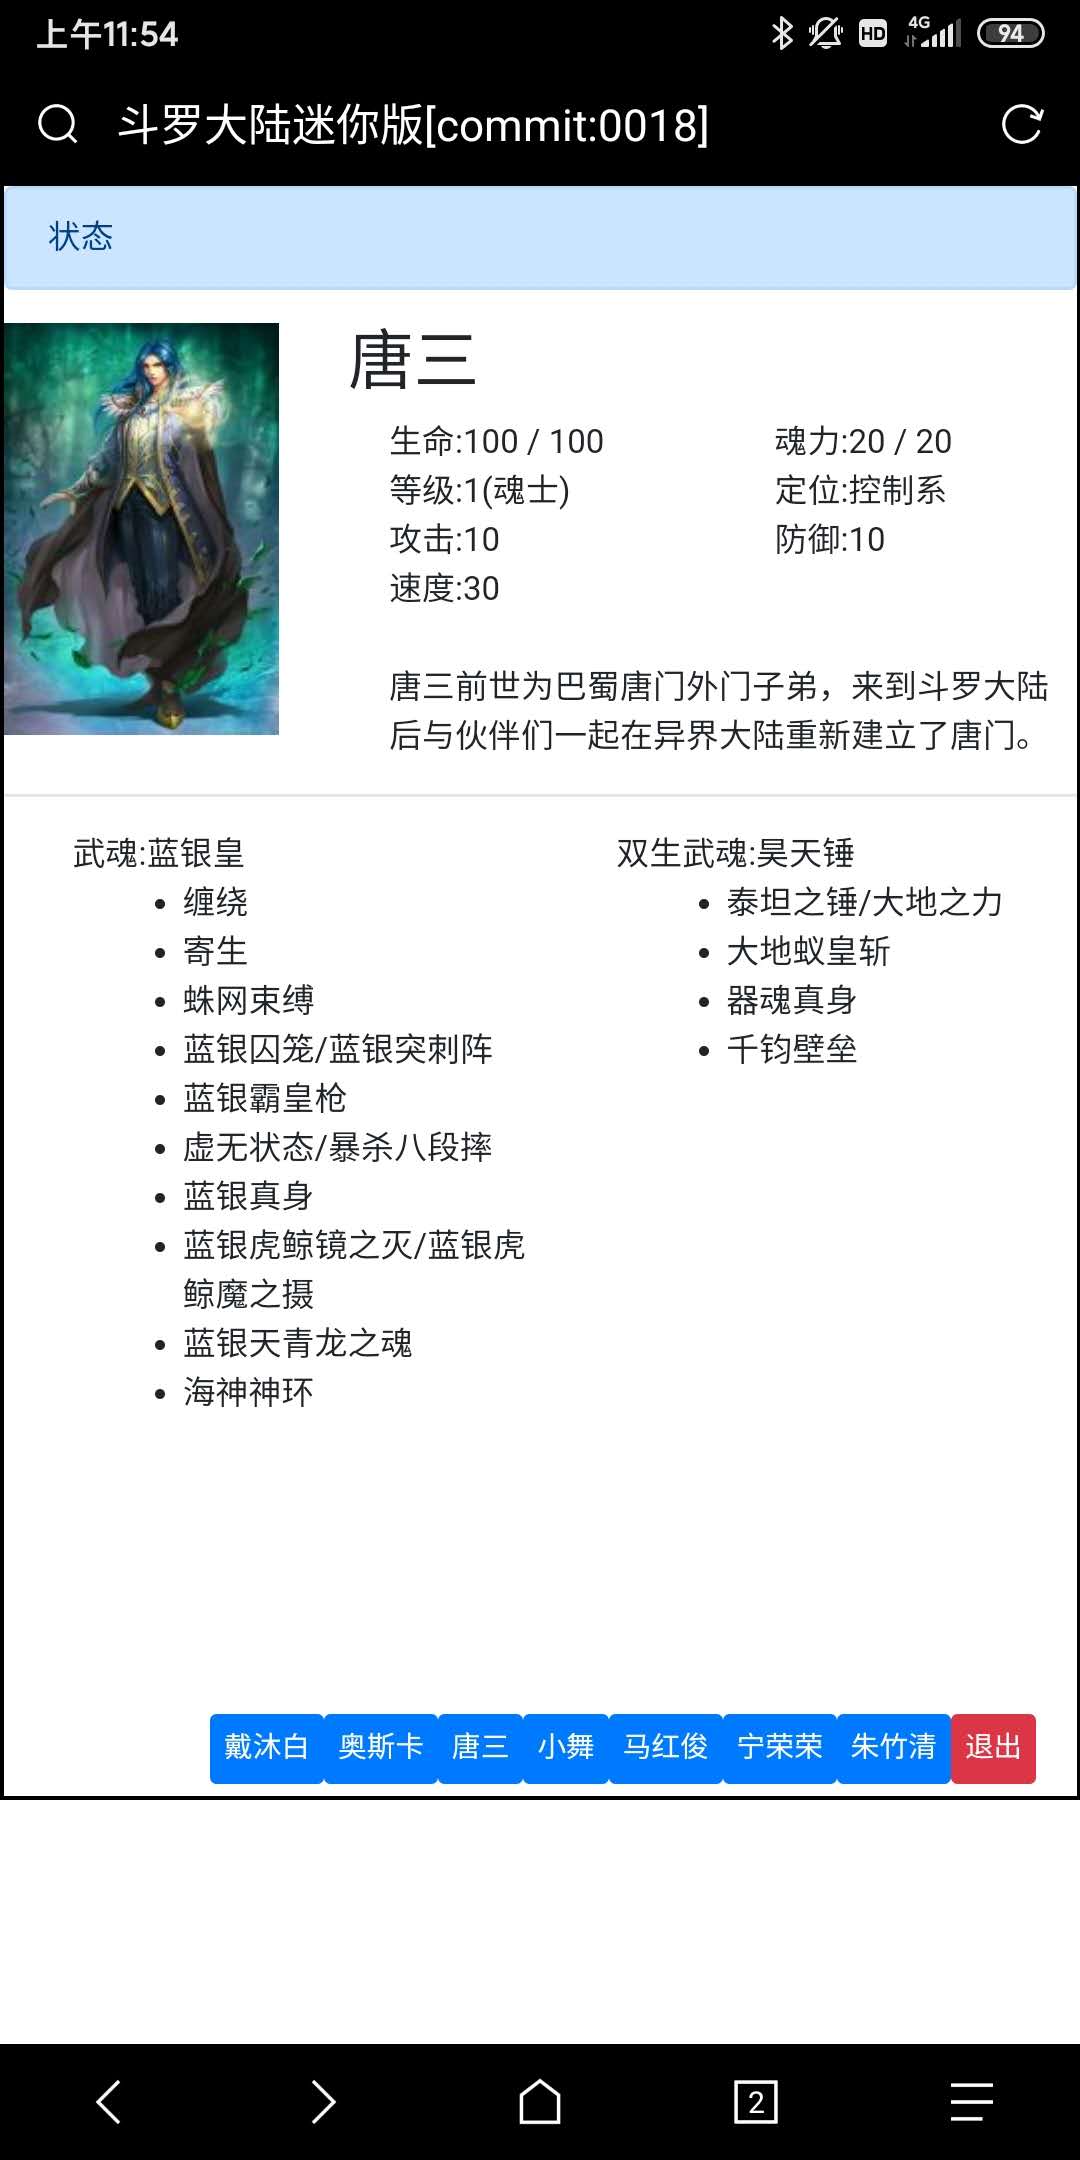 上午11:54
HD
4G
94
斗罗大陆迷你版[commit:0018]
状态
唐三
生命:100 / 100
魂力:20 / 20
等级:1(魂士)
定位:控制系
攻击:10
防御:10
速度:30
唐三前世为巴蜀唐门外门子弟，来到斗罗大陆
后与伙伴们一起在异界大陆重新建立了唐门。
武魂:蓝银皇
缠绕
寄生
蛛网束缚
蓝银囚笼/蓝银突刺阵
蓝银霸皇枪
虚无状态/暴杀八段摔
蓝银真身
蓝银虎鲸镜之灭/蓝银虎
鲸魔之摄
蓝银天青龙之魂
海神神环
双生武魂:昊天锤
泰坦之锤/大地之力
大地蚁皇斩
器魂真身
千钧壁垒
戴沐白 奥斯卡 唐三 小舞 马红俊 宁荣荣 朱竹清 退出
2